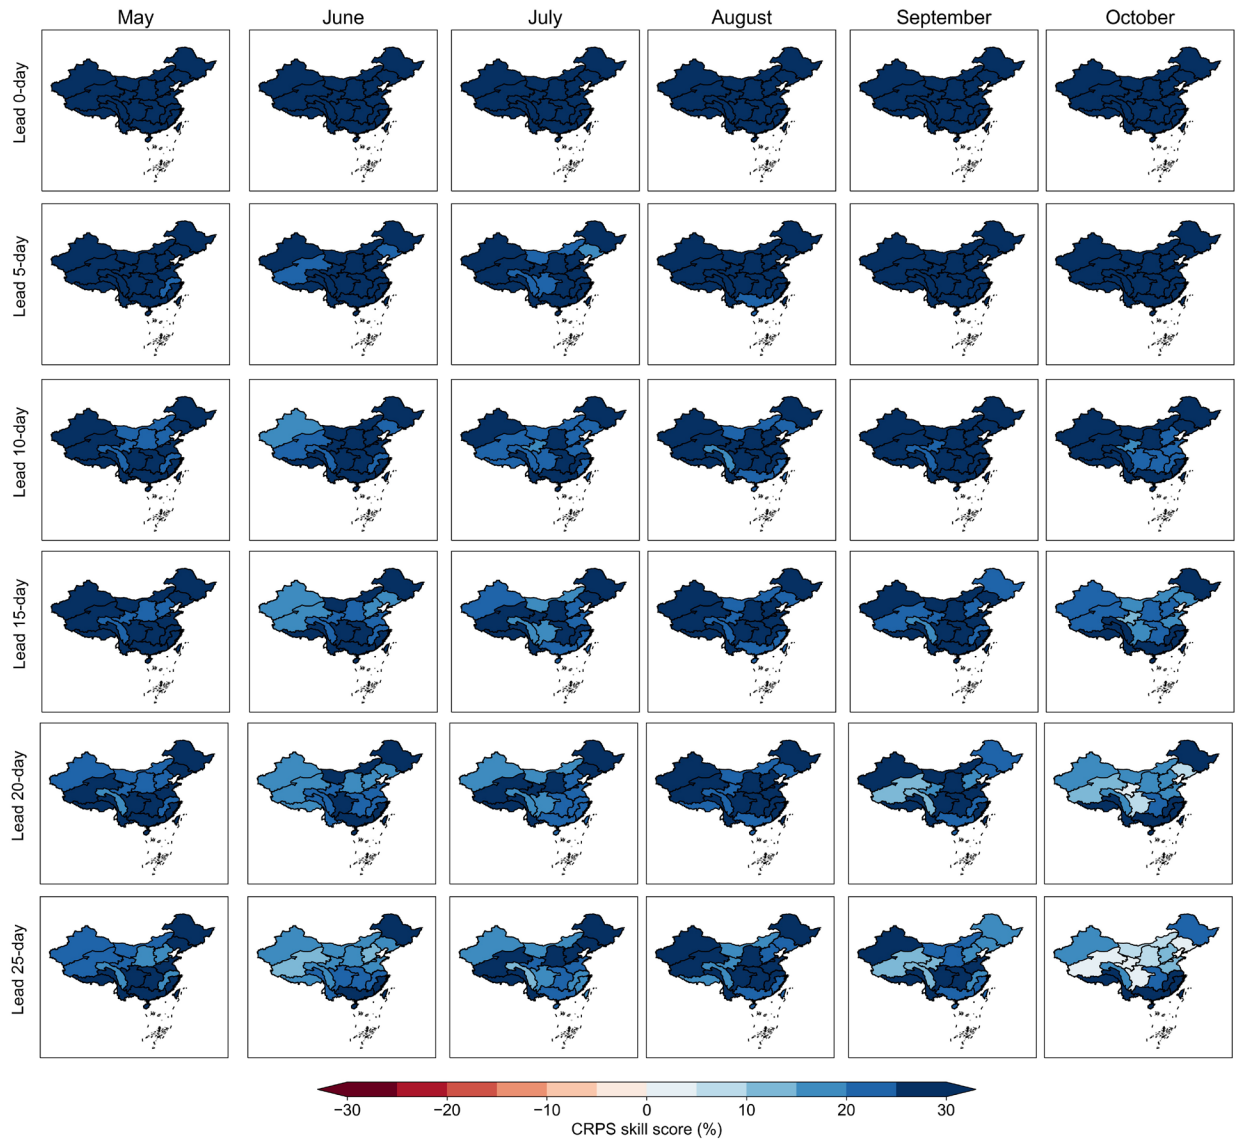 May June July August September October
Lead 0-day
Lead 5-day
Lead 10-day
Lead 15-day
Lead 20-day
Lead 25-day
−30 −20 −10 0 10 20 30
CRPS skill score (%)